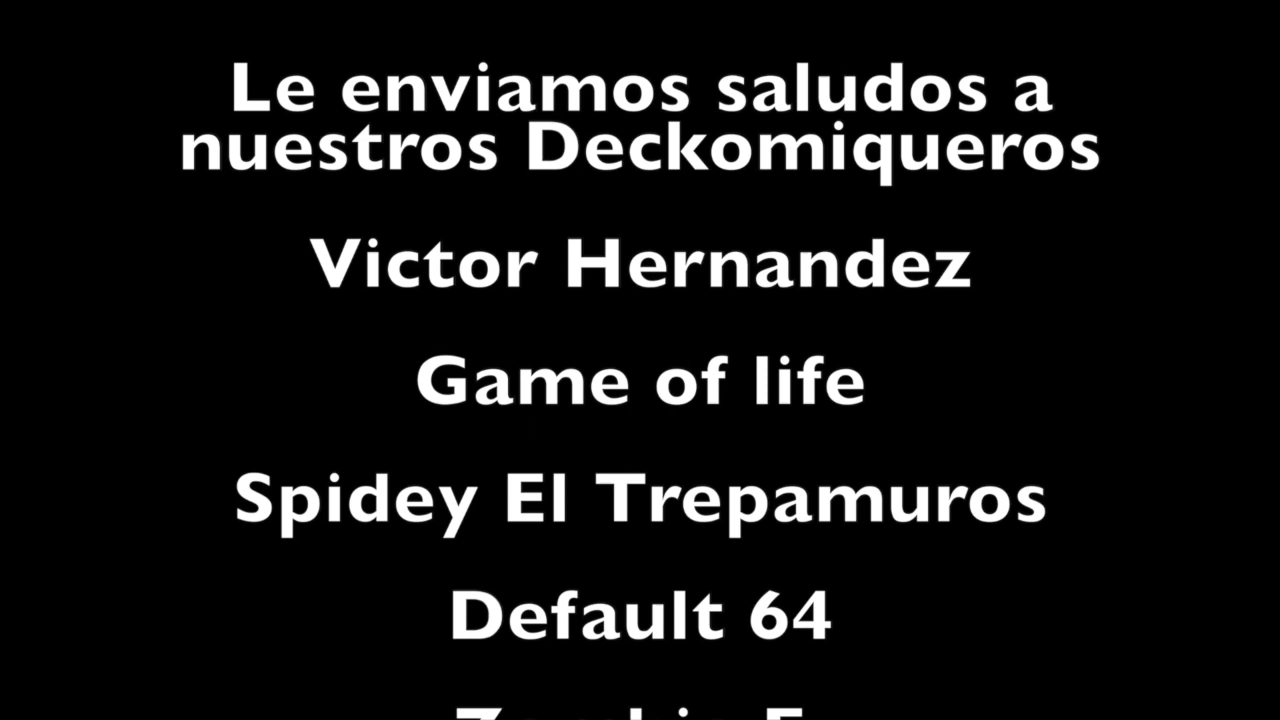 Le enviamos saludos a
nuestros Deckomiqueros
Victor Hernandez
Game of life
Spidey El Trepamuros
Default 64